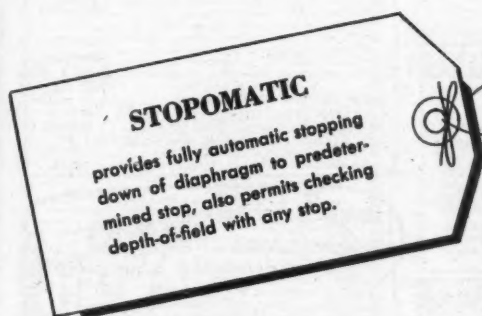 STOPOMATIC
provides fully automatic stopping
down of diaphragm to predeter-
mined stop, also permits checking
depth-of-field with any stop.